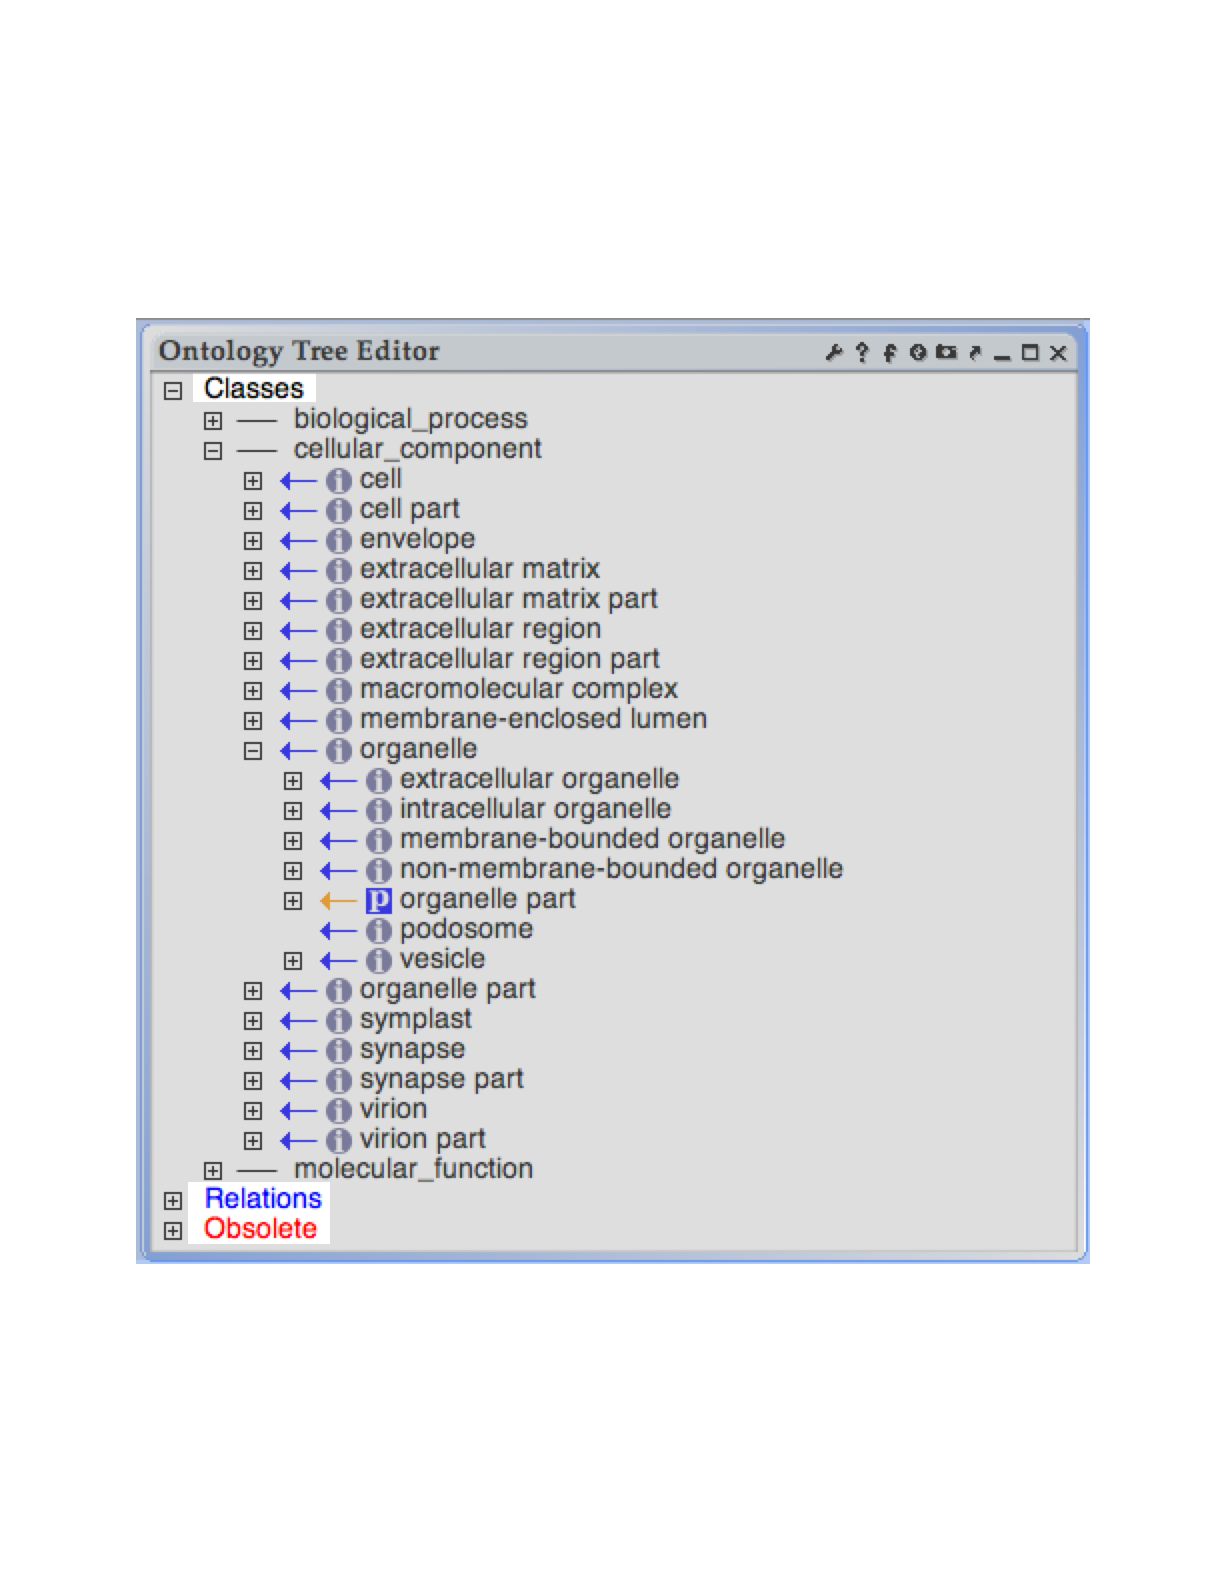 Ontology Tree Editor
Classes
biological_process
cellular_component
cell
cell part
envelope
extracellular matrix
extracellular matrix part
extracellular region
extracellular region part
macromolecular complex
membrane-enclosed lumen
organelle
extracellular organelle
intracellular organelle
membrane-bounded organelle
non-membrane-bounded organelle
P organelle part
podosome
vesicle
organelle part
symplast
synapse
synapse part
virion
virion part
molecular_function
Relations
Obsolete